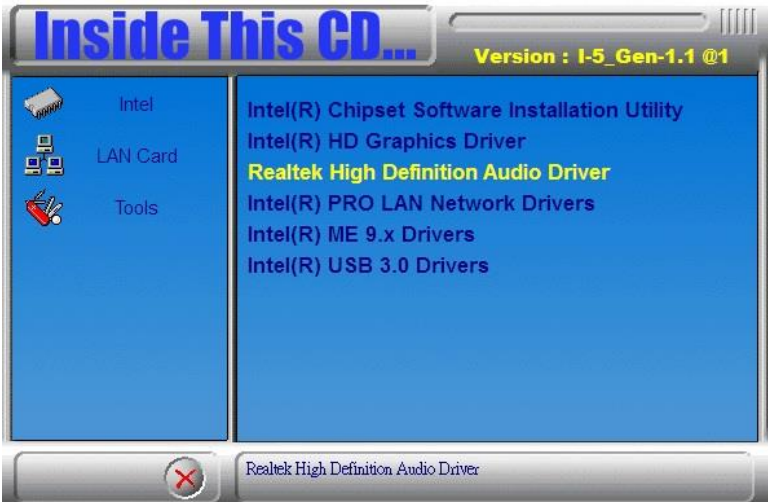 Inside This CD...
Version : I-5_Gen-1.1 @1
Intel
LAN Card
Tools
Intel(R) Chipset Software Installation Utility
Intel(R) HD Graphics Driver
Realtek High Definition Audio Driver
Intel(R) PRO LAN Network Drivers
Intel(R) ME 9.x Drivers
Intel(R) USB 3.0 Drivers
Realtek High Definition Audio Driver